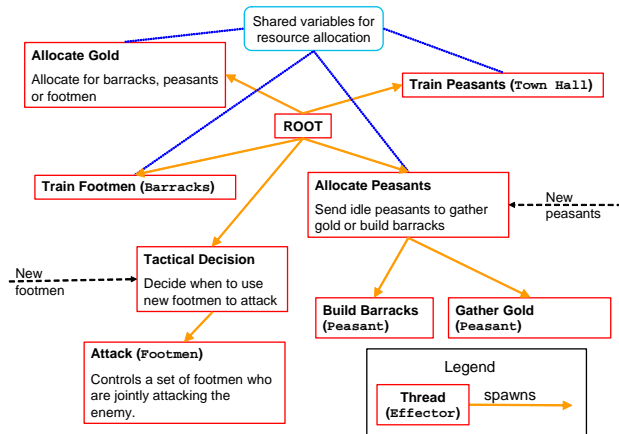 Shared variables for
resource allocation
Allocate Gold
Allocate for barracks, peasants
or footmen
Train Peasants (Town Hall)
ROOT
Train Footmen (Barracks)
Allocate Peasants
Send idle peasants to gather
gold or build barracks
New
peasants
Tactical Decision
Decide when to use
new footmen to attack
New
footmen
Build Barracks
(Peasant)
Gather Gold
(Peasant)
Attack (Footmen)
Controls a set of footmen who
are jointly attacking the
enemy.
Legend
Thread
(Effector)
spawns